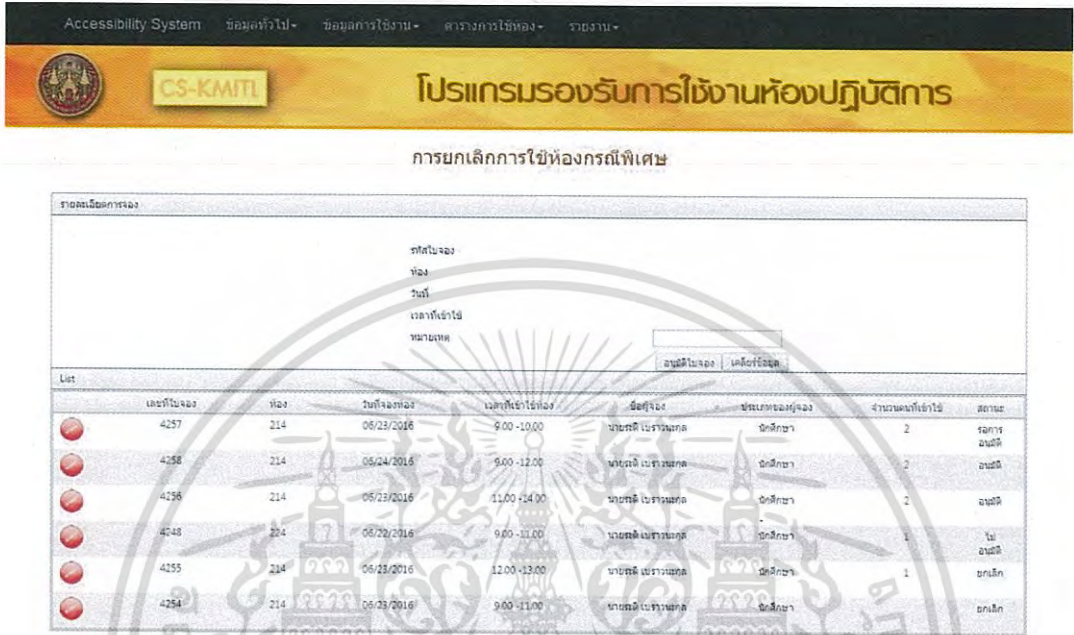 Accessibility System ข้อมูลทั่วไป ข้อมูลการใช้งาน ตารางการใช้ห้อง รายงาน
CS-KMITL โปรแกรมรองรับการใช้งานห้องปฏิบัติการ
การยกเลิกการใช้ห้องกรณีพิเศษ
รายละเอียดการจอง
รหัสใบจอง
ห้อง
วันที่
เวลาที่เข้าใช้
หมายเหตุ
อนุมัติใบจอง เคลียร์ข้อมูล
List
เลขที่ใบจอง ห้อง วันที่จองห้อง เวลาที่เข้าใช้ห้อง ชื่อผู้จอง ประเภทของผู้จอง จำนวนคนที่เข้าใช้ สถานะ
4257 214 06/23/2016 9.00 -10.00 นักศึกษา 2 รอการ
อนุมัติ
4258 214 06/24/2016 9.00 -12.00 นักศึกษา 2 อนุมัติ
4256 214 06/23/2016 11.00 -14.00 นักศึกษา 2 อนุมัติ
4248 224 06/22/2016 9.00 -11.00 นักศึกษา 1 ไม่
อนุมัติ
4255 214 06/23/2016 12.00 -13.00 นักศึกษา 1 ยกเลิก
4254 214 06/23/2016 9.00 -11.00 นักศึกษา ยกเลิก